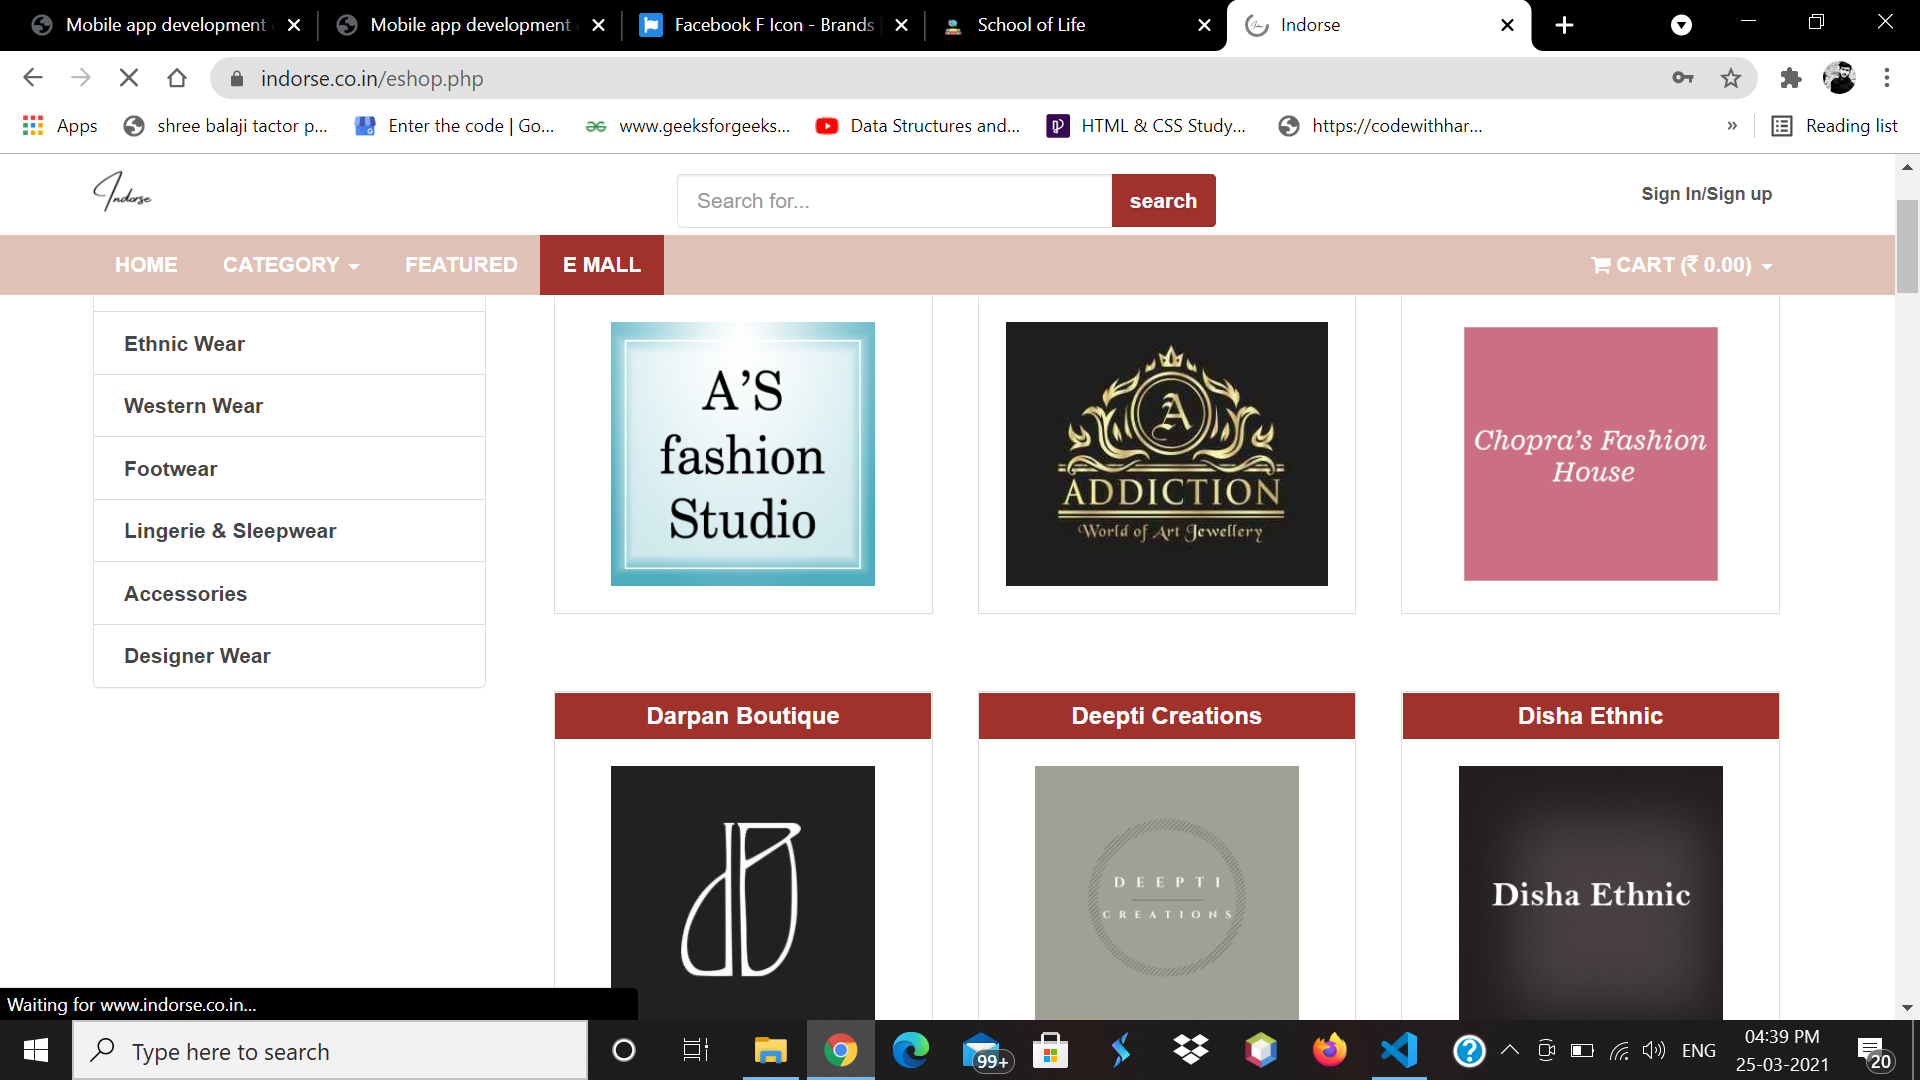 Mobile app development
Mobile app development
Facebook F Icon - Brands
School of Life
Indorse
indorse.co.in/eshop.php
Apps
shree balaji tactor p...
Enter the code | Go...
www.geeksforgeeks...
Data Structures and...
HTML & CSS Study...
https://codewithhar...
»
Reading list
Indorse
Search for...
search
Sign In/Sign up
HOME
CATEGORY
FEATURED
E MALL
CART (₹ 0.00)
Ethnic Wear
Western Wear
Footwear
Lingerie & Sleepwear
Accessories
Designer Wear
A'S
fashion
Studio
A
ADDICTION
World of Art Jewellery
Chopra's Fashion
House
Darpan Boutique
Deepti Creations
Disha Ethnic
DEEPTI
CREATIONS
Disha Ethnic
Waiting for www.indorse.co.in...
Type here to search
99+
ENG
04:39 PM
25-03-2021
20